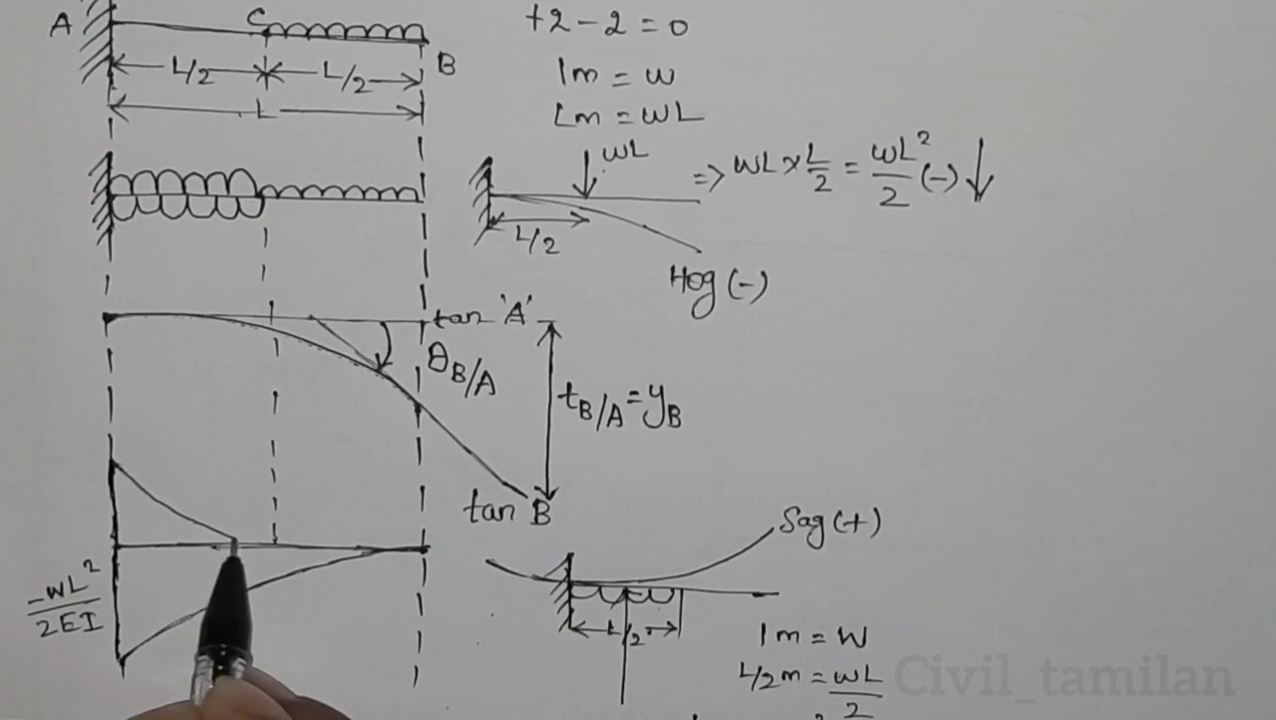 A
C
+2 - 2 = 0
L/2
L/2
B
1m = w
L
Lm = wL
wL
=> wL × L/2 = wL²/2 (-) ↓
L/2
Hog (-)
tan 'A'
θB/A
tB/A = yB
tan B
Sag (+)
-wL²/2EI
L/2
1m = w
L/2 m = wL/2
Civil_tamilan